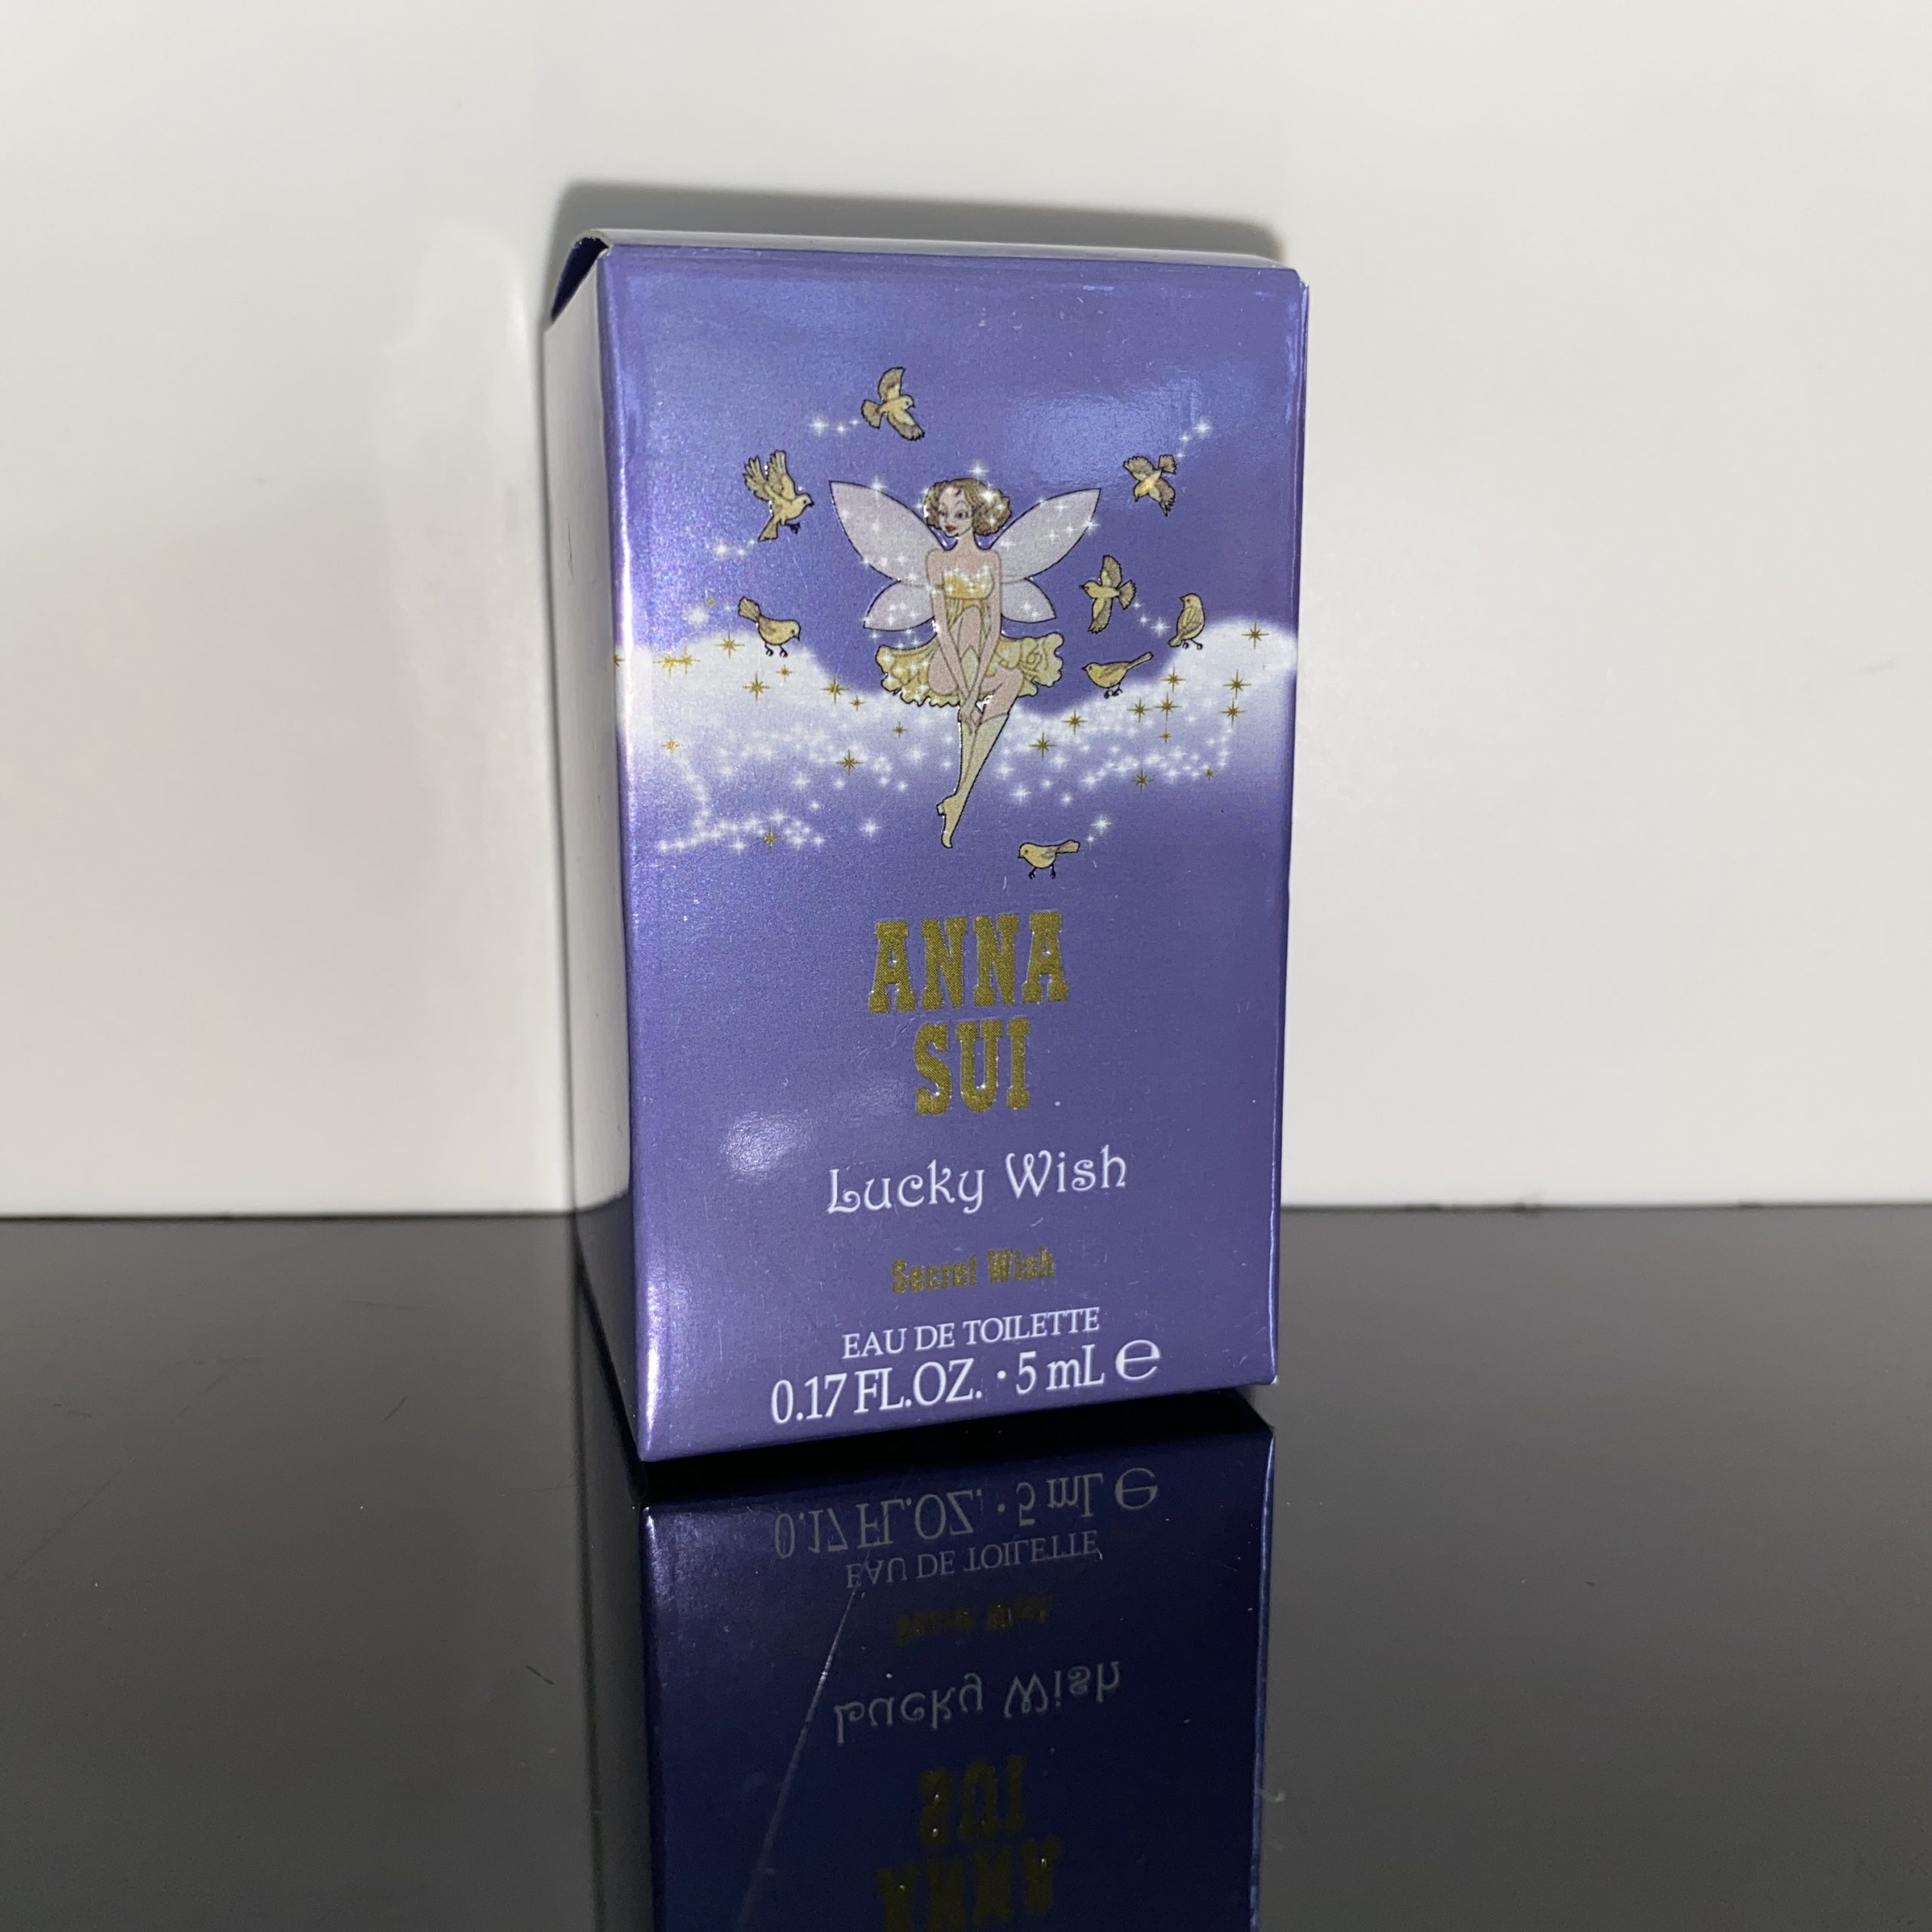 ANNA
SUI
Lucky Wish
Secret Wish
EAU DE TOILETTE
0.17 FL.OZ. · 5 mL ℮